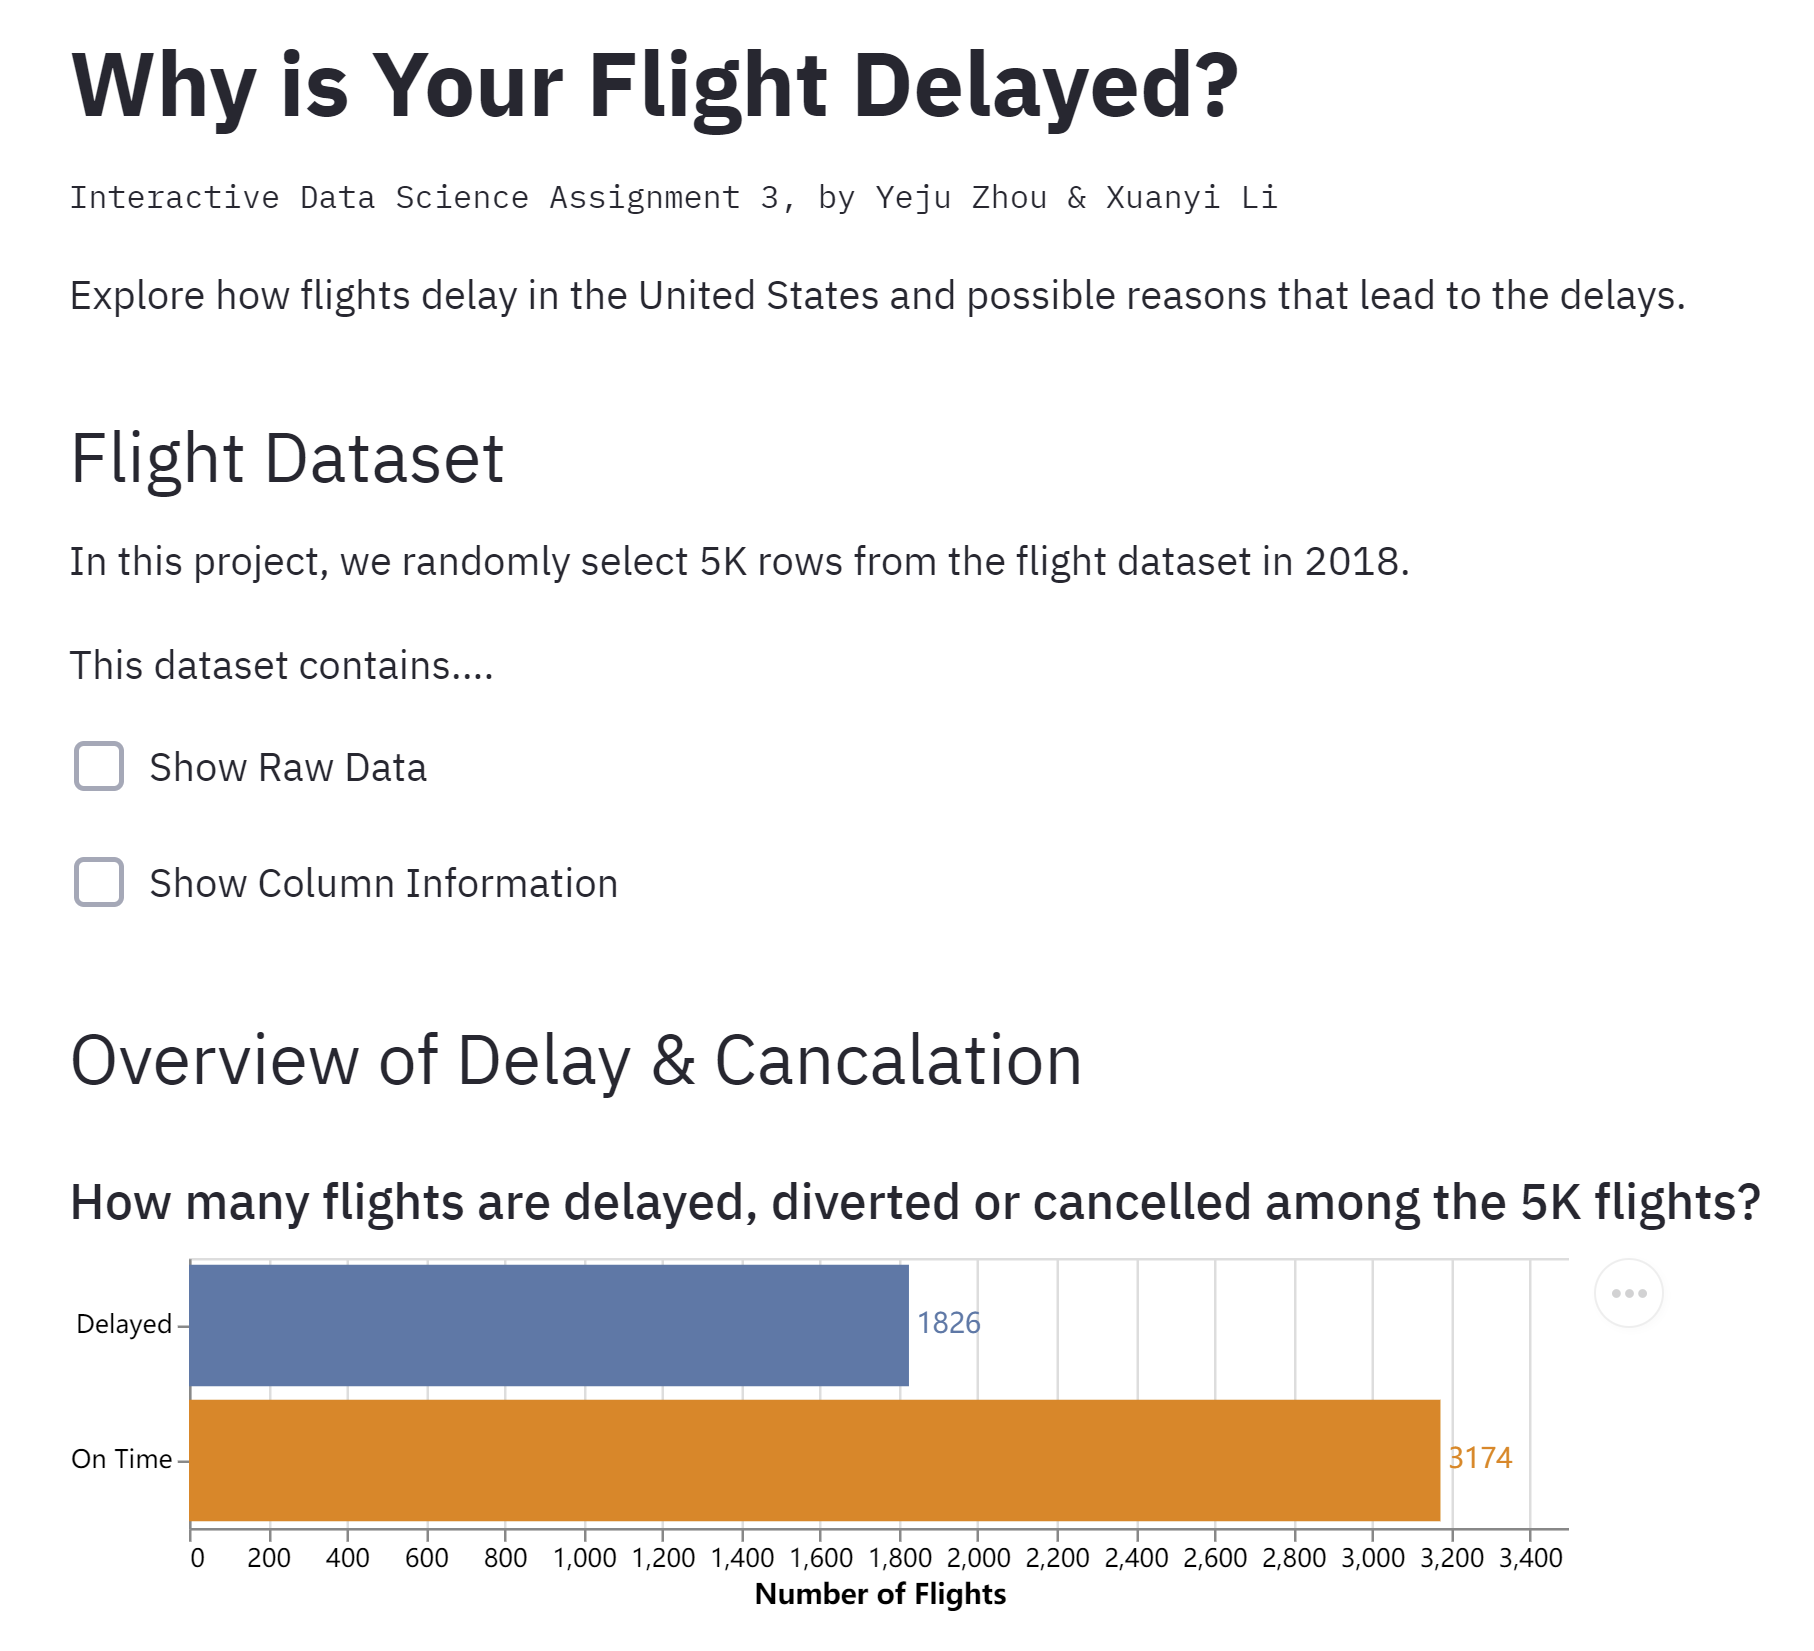 Why is Your Flight Delayed?
Interactive Data Science Assignment 3, by Yeju Zhou & Xuanyi Li
Explore how flights delay in the United States and possible reasons that lead to the delays.
Flight Dataset
In this project, we randomly select 5K rows from the flight dataset in 2018.
This dataset contains....
Show Raw Data
Show Column Information
Overview of Delay & Cancalation
How many flights are delayed, diverted or cancelled among the 5K flights?
Delayed 1826
On Time 3174
0 200 400 600 800 1,000 1,200 1,400 1,600 1,800 2,000 2,200 2,400 2,600 2,800 3,000 3,200 3,400
Number of Flights